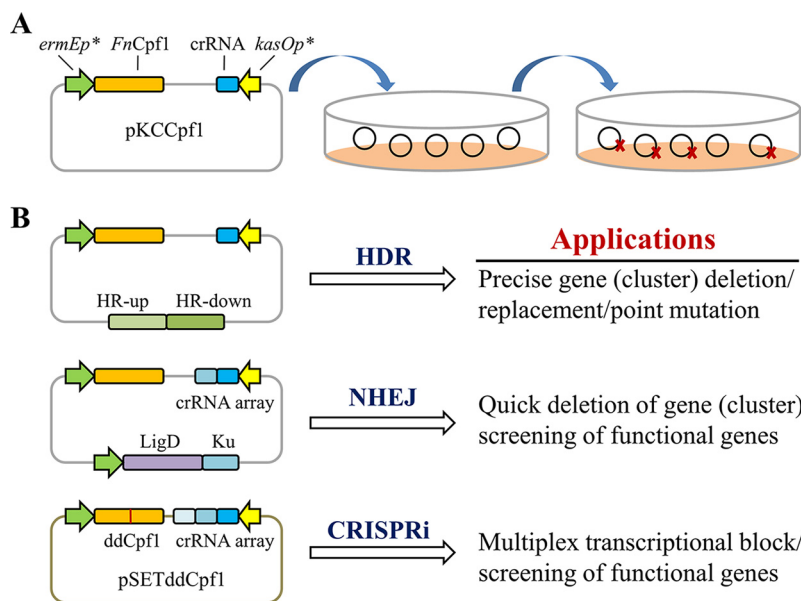 A
ermEp* FnCpf1 crRNA kasOp*
pKCCpf1
B
HDR
Applications
HR-up HR-down
Precise gene (cluster) deletion/
replacement/point mutation
crRNA array
NHEJ
LigD Ku
Quick deletion of gene (cluster)
screening of functional genes
ddCpf1 crRNA array
pSETddCpf1
CRISPRi
Multiplex transcriptional block/
screening of functional genes